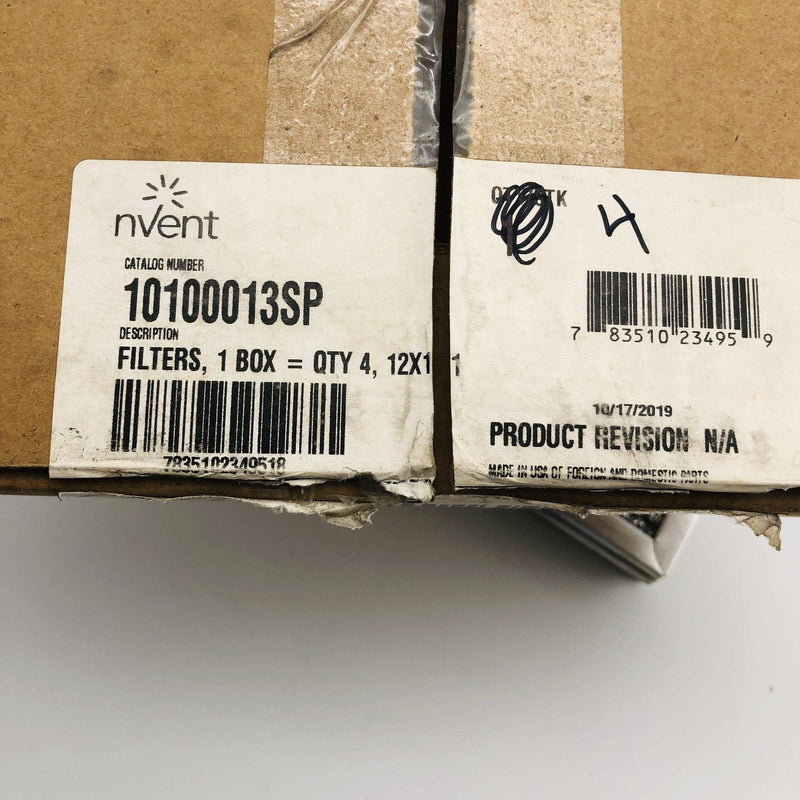 nVent
CATALOG NUMBER
10100013SP
DESCRIPTION
FILTERS, 1 BOX = QTY 4, 12X1 1
7835102349518
4
7 83510 23495 9
10/17/2019
PRODUCT REVISION N/A
MADE IN USA OF FOREIGN AND DOMESTIC PARTS